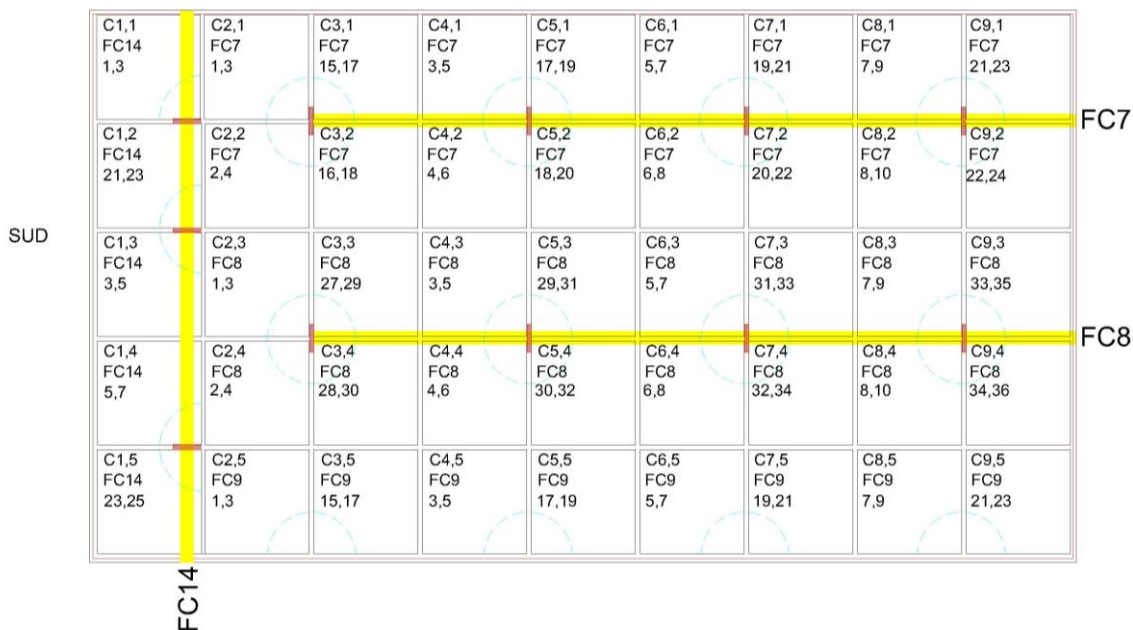 C1,1
FC14
1,3
C2,1
FC7
1,3
C3,1
FC7
15,17
C4,1
FC7
3,5
C5,1
FC7
17,19
C6,1
FC7
5,7
C7,1
FC7
19,21
C8,1
FC7
7,9
C9,1
FC7
21,23
FC7
C1,2
FC14
21,23
C2,2
FC7
2,4
C3,2
FC7
16,18
C4,2
FC7
4,6
C5,2
FC7
18,20
C6,2
FC7
6,8
C7,2
FC7
20,22
C8,2
FC7
8,10
C9,2
FC7
22,24
SUD
C1,3
FC14
3,5
C2,3
FC8
1,3
C3,3
FC8
27,29
C4,3
FC8
3,5
C5,3
FC8
29,31
C6,3
FC8
5,7
C7,3
FC8
31,33
C8,3
FC8
7,9
C9,3
FC8
33,35
FC8
C1,4
FC14
5,7
C2,4
FC8
2,4
C3,4
FC8
28,30
C4,4
FC8
4,6
C5,4
FC8
30,32
C6,4
FC8
6,8
C7,4
FC8
32,34
C8,4
FC8
8,10
C9,4
FC8
34,36
C1,5
FC14
23,25
C2,5
FC9
1,3
C3,5
FC9
15,17
C4,5
FC9
3,5
C5,5
FC9
17,19
C6,5
FC9
5,7
C7,5
FC9
19,21
C8,5
FC9
7,9
C9,5
FC9
21,23
FC14